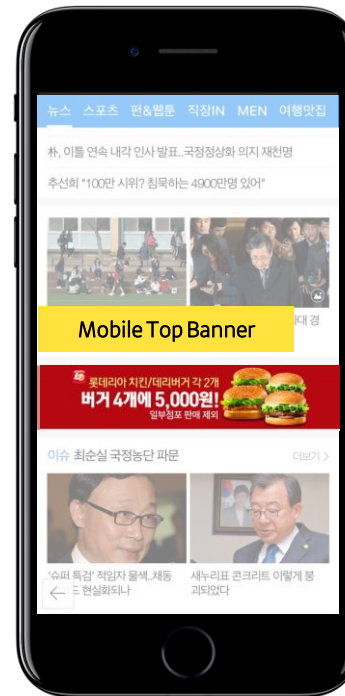 뉴스 스포츠 펀&웹툰 직장IN MEN 여행맛집
朴, 이틀 연속 내각 인사 발표..국정정상화 의지 재천명
추선희 "100만 시위? 침묵하는 4900만명 있어"
대 경
Mobile Top Banner
롯데리아 치킨/데리버거 각 2개
버거 4개에 5,000원!
일부점포 판매 제외
이슈 최순실 국정농단 파문
더보기 >
'슈퍼 특검' 적임자 물색..채동
드 현실화되나
새누리표 콘크리트 이렇게 붕
괴되었다